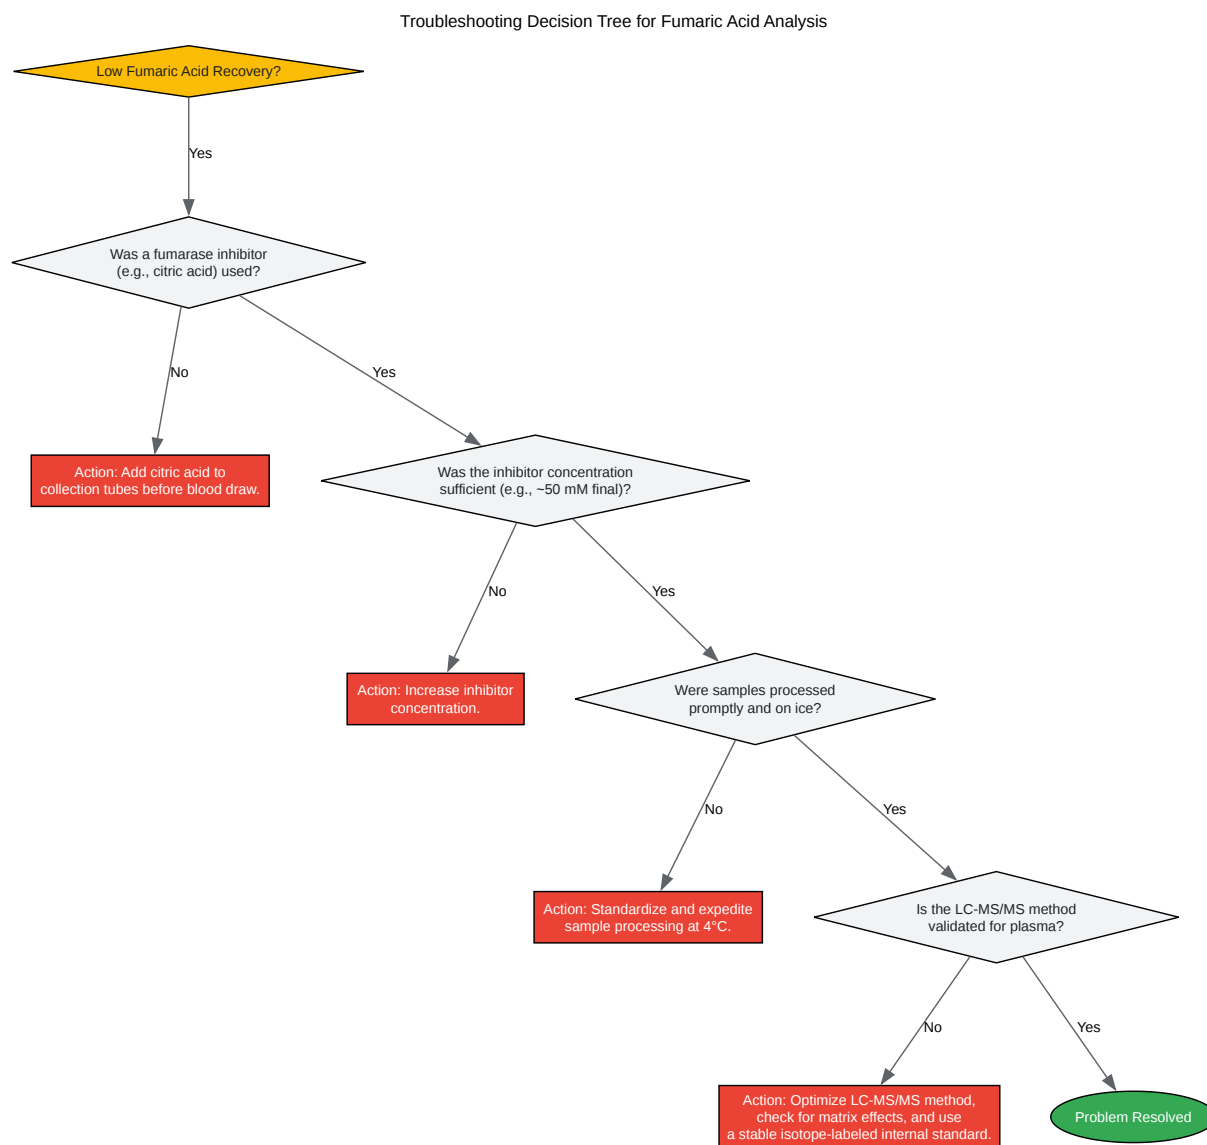 Troubleshooting Decision Tree for Fumaric Acid Analysis
Low Fumaric Acid Recovery?
Yes
Was a fumarase inhibitor
(e.g., citric acid) used?
No
Yes
Action: Add citric acid to
collection tubes before blood draw.
Was the inhibitor concentration
sufficient (e.g., ~50 mM final)?
No
Yes
Action: Increase inhibitor
concentration.
Were samples processed
promptly and on ice?
No
Yes
Action: Standardize and expedite
sample processing at 4°C.
Is the LC-MS/MS method
validated for plasma?
No
Yes
Action: Optimize LC-MS/MS method,
check for matrix effects, and use
a stable isotope-labeled internal standard.
Problem Resolved